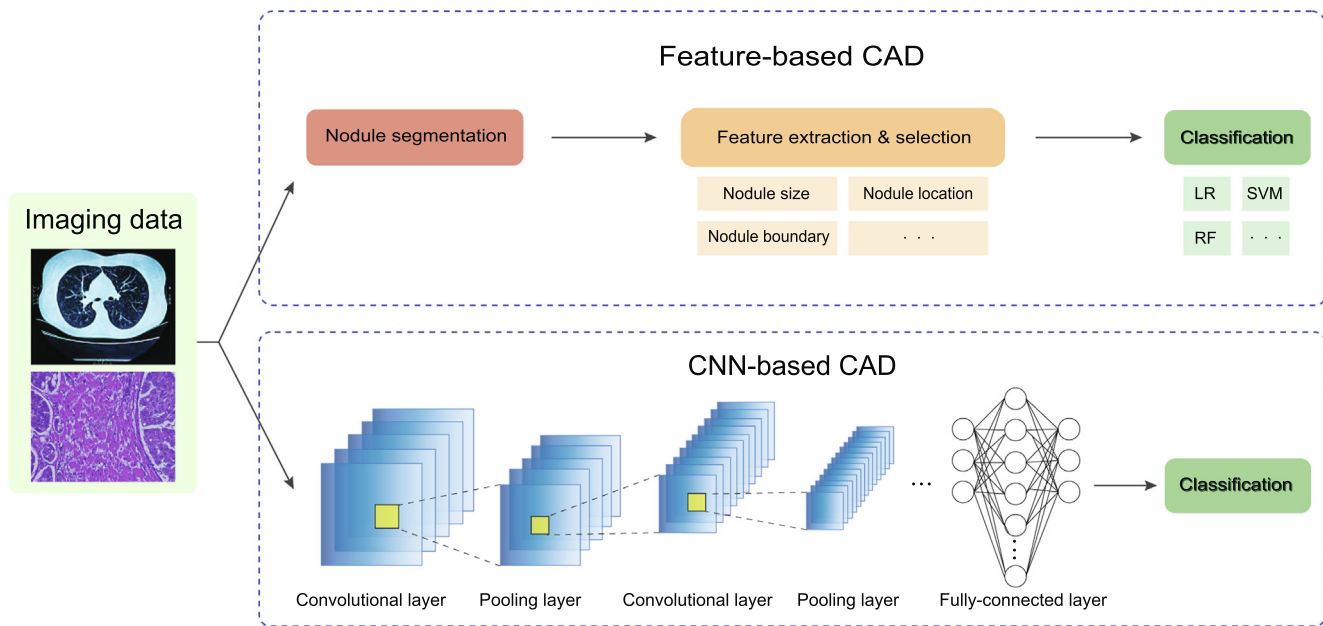 Feature-based CAD
Nodule segmentation
Feature extraction & selection
Classification
Nodule size
Nodule location
LR
SVM
Nodule boundary
. . .
RF
. . .
Imaging data
CNN-based CAD
...
Classification
Convolutional layer
Pooling layer
Convolutional layer
Pooling layer
Fully-connected layer